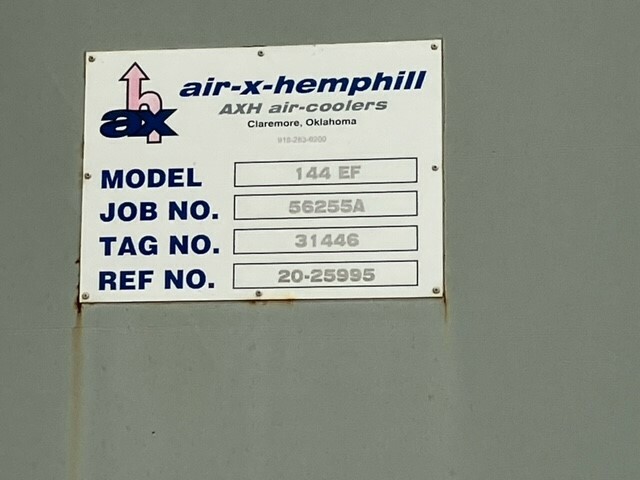 hax
air-x-hemphill
AXH air-coolers
Claremore, Oklahoma
MODEL 144 EF
JOB NO. 56255A
TAG NO. 31446
REF NO. 20-25995